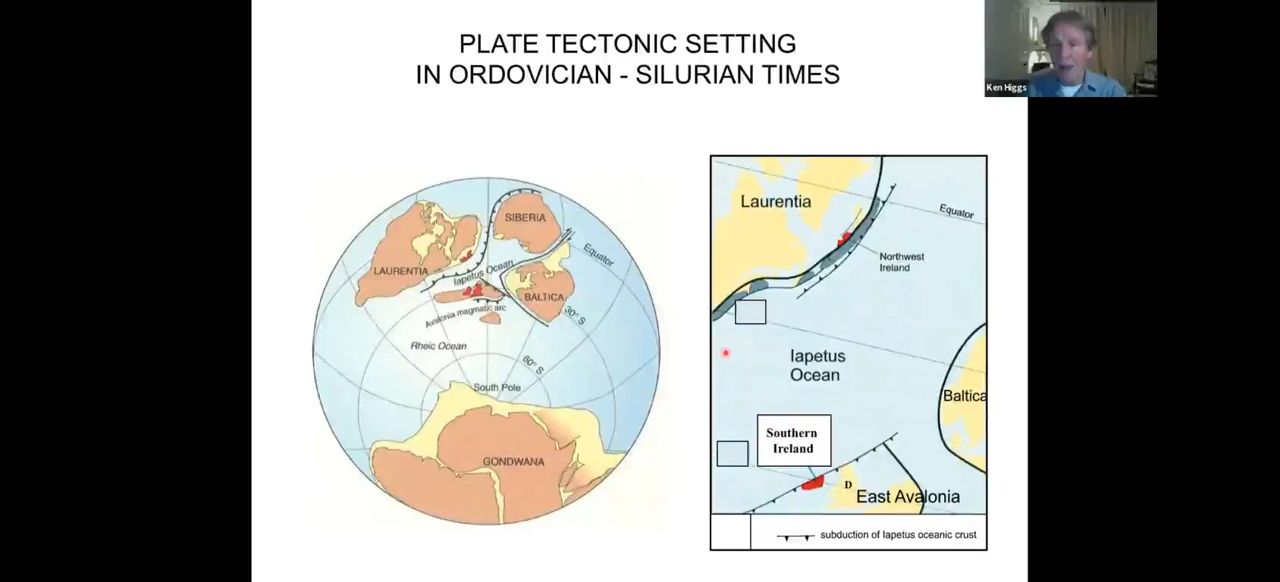 PLATE TECTONIC SETTING
IN ORDOVICIAN - SILURIAN TIMES
Ken Higgs
SIBERIA
Equator
LAURENTIA
Iapetus Ocean
BALTICA
30° S
Avalonia magmatic arc
Rheic Ocean
60° S
South Pole
GONDWANA
Laurentia
Equator
Northwest
Ireland
Iapetus
Ocean
Baltica
Southern
Ireland
D
East Avalonia
subduction of Iapetus oceanic crust